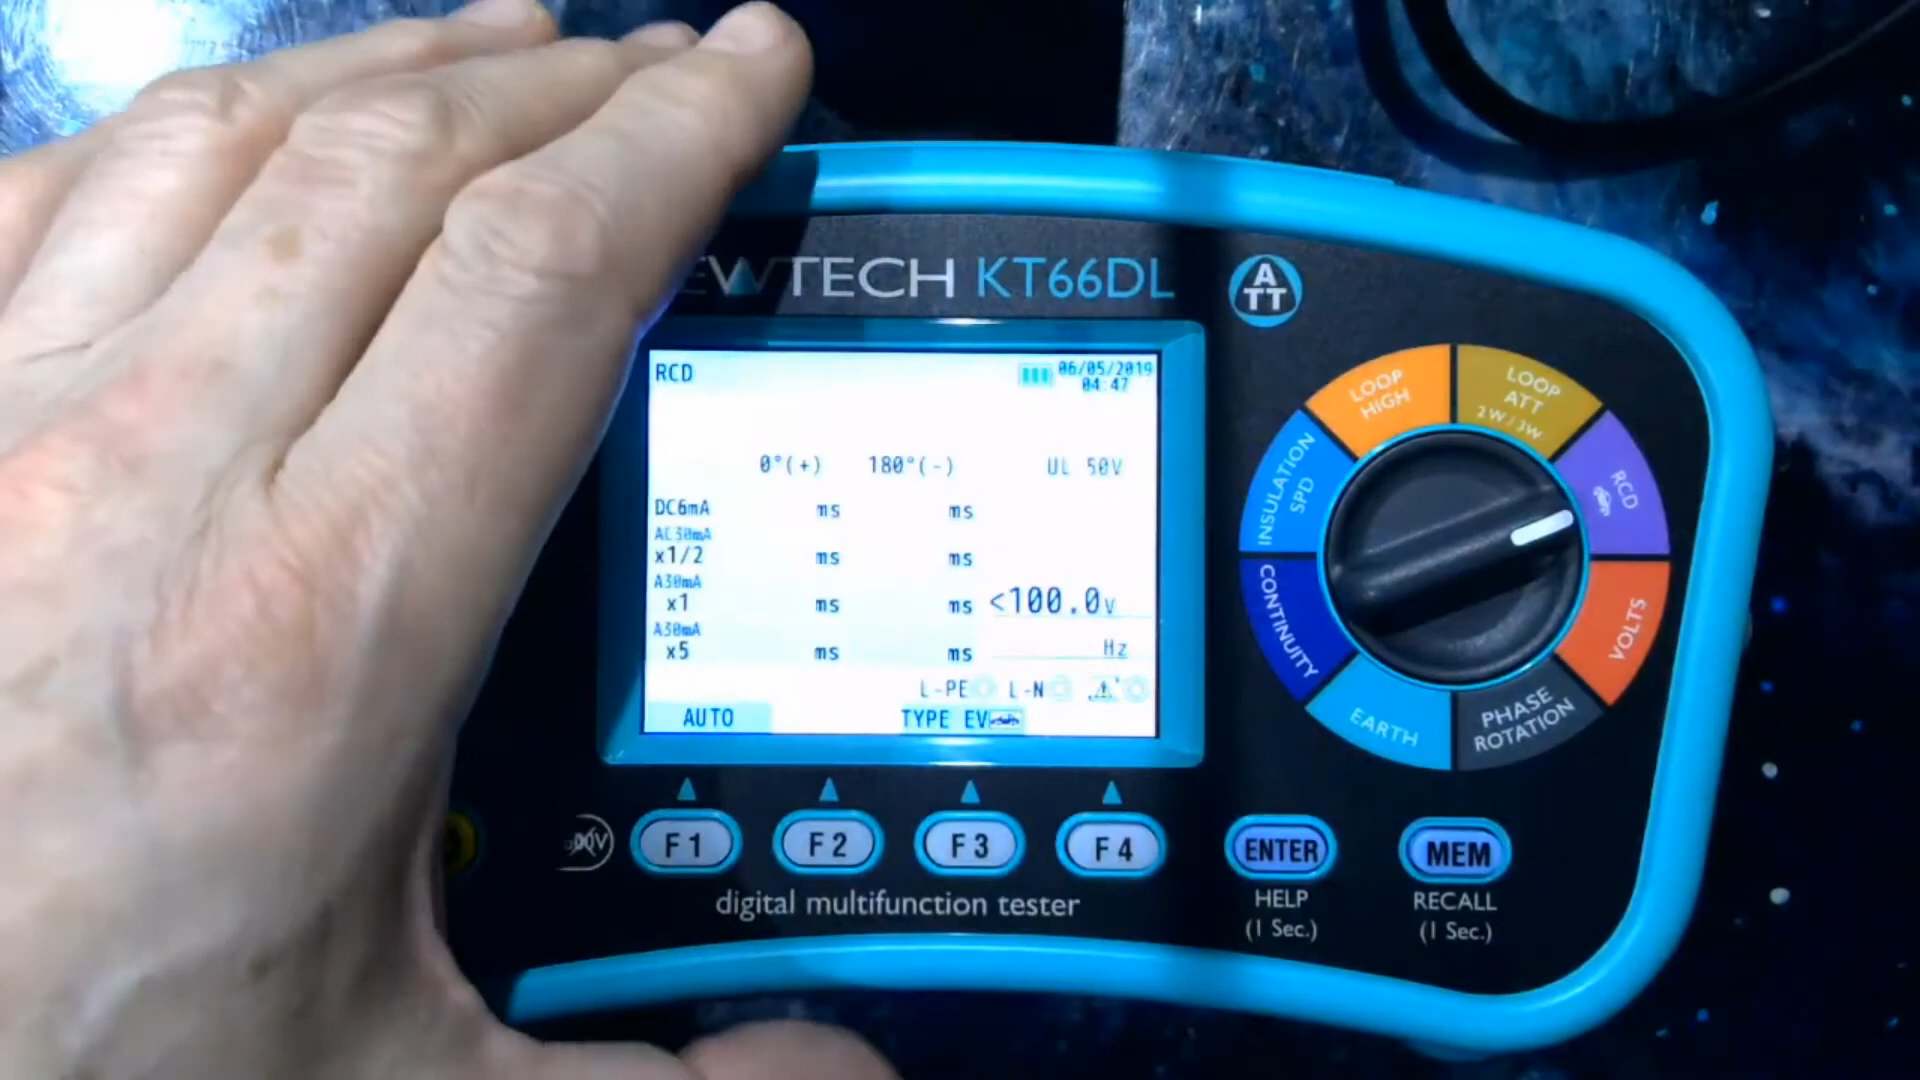 EWTECH KT66DL
A
TT
RCD
06/05/2019
04:47
0°(+) 180°(-) UL 50V
DC6mA ms ms
AC30mA
x1/2 ms ms
A30mA
x1 ms ms <100.0V
A30mA
x5 ms ms Hz
L-PE L-N
AUTO TYPE EV
F1 F2 F3 F4
digital multifunction tester
ENTER
HELP
(1 Sec.)
MEM
RECALL
(1 Sec.)
LOOP
HIGH
LOOP
ATT
2W/3W
RCD
VOLTS
PHASE
ROTATION
EARTH
CONTINUITY
INSULATION
SPD